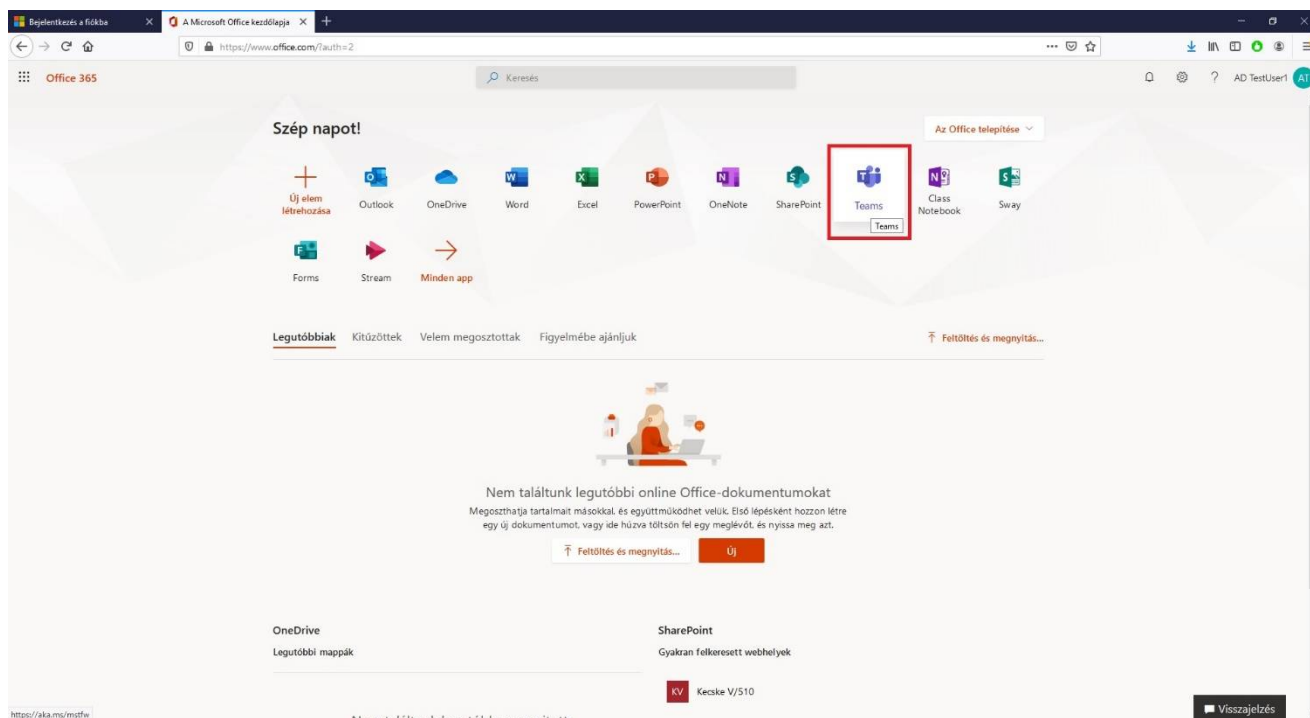 Bejelentkezés a fiókba
A Microsoft Office kezdőlapja
https://www.office.com/?auth=2
Office 365
Keresés
AD TestUser1
AT
Szép napot!
Az Office telepítése
Új elem létrehozása
Outlook
OneDrive
Word
Excel
PowerPoint
OneNote
SharePoint
Teams
Class Notebook
Sway
Teams
Forms
Stream
Minden app
Legutóbbiak
Kitűzöttek
Velem megosztottak
Figyelmébe ajánljuk
Feltöltés és megnyitás...
Nem találtunk legutóbbi online Office-dokumentumokat
Megoszthatja tartalmait másokkal, és együttműködhet velük. Első lépésként hozzon létre
egy új dokumentumot, vagy ide húzva töltsön fel egy meglévőt, és nyissa meg azt.
Feltöltés és megnyitás...
Új
OneDrive
SharePoint
Legutóbbi mappák
Gyakran felkeresett webhelyek
KV
Kecske V/510
https://aka.ms/mstfw
Visszajelzés